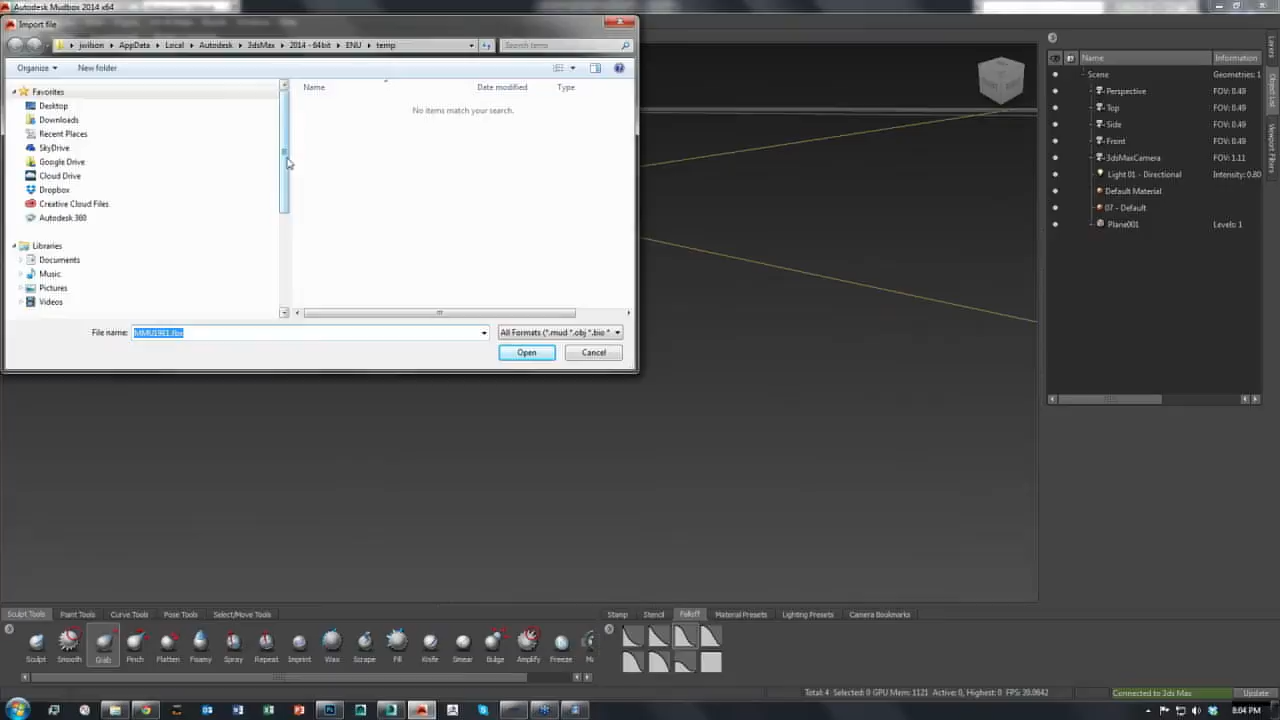 Autodesk Mudbox 2014 x64
Import file
jwilson AppData Local Autodesk 3dsMax 2014 - 64bit ENU temp
Search temp
Organize New folder
Favorites
Desktop
Downloads
Recent Places
SkyDrive
Google Drive
Cloud Drive
Dropbox
Creative Cloud Files
Autodesk 360
Libraries
Documents
Music
Pictures
Videos
Name Date modified Type
No items match your search.
File name:
All Formats (*.mud *.obj *.bio *
Open Cancel
Name Information
Scene Geometries: 1
Perspective FOV: 0.49
Top FOV: 0.49
Side FOV: 0.49
Front FOV: 0.49
3dsMaxCamera FOV: 1.11
Light 01 - Directional Intensity: 0.80
Default Material
07 - Default
Plane001 Levels: 1
Layers
Object List
Viewport Filters
Sculpt Tools Paint Tools Curve Tools Pose Tools Select/Move Tools
Sculpt Smooth Grab Pinch Flatten Foamy Spray Repeat Imprint Wax Scrape Fill Knife Smear Bulge Amplify Freeze Ma
Stamp Stencil Falloff Material Presets Lighting Presets Camera Bookmarks
Total: 4 Selected: 0 GPU Mem: 1121 Active: 0, Highest: 0 FPS: 39.0642
Connected to 3ds Max Update
8:04 PM